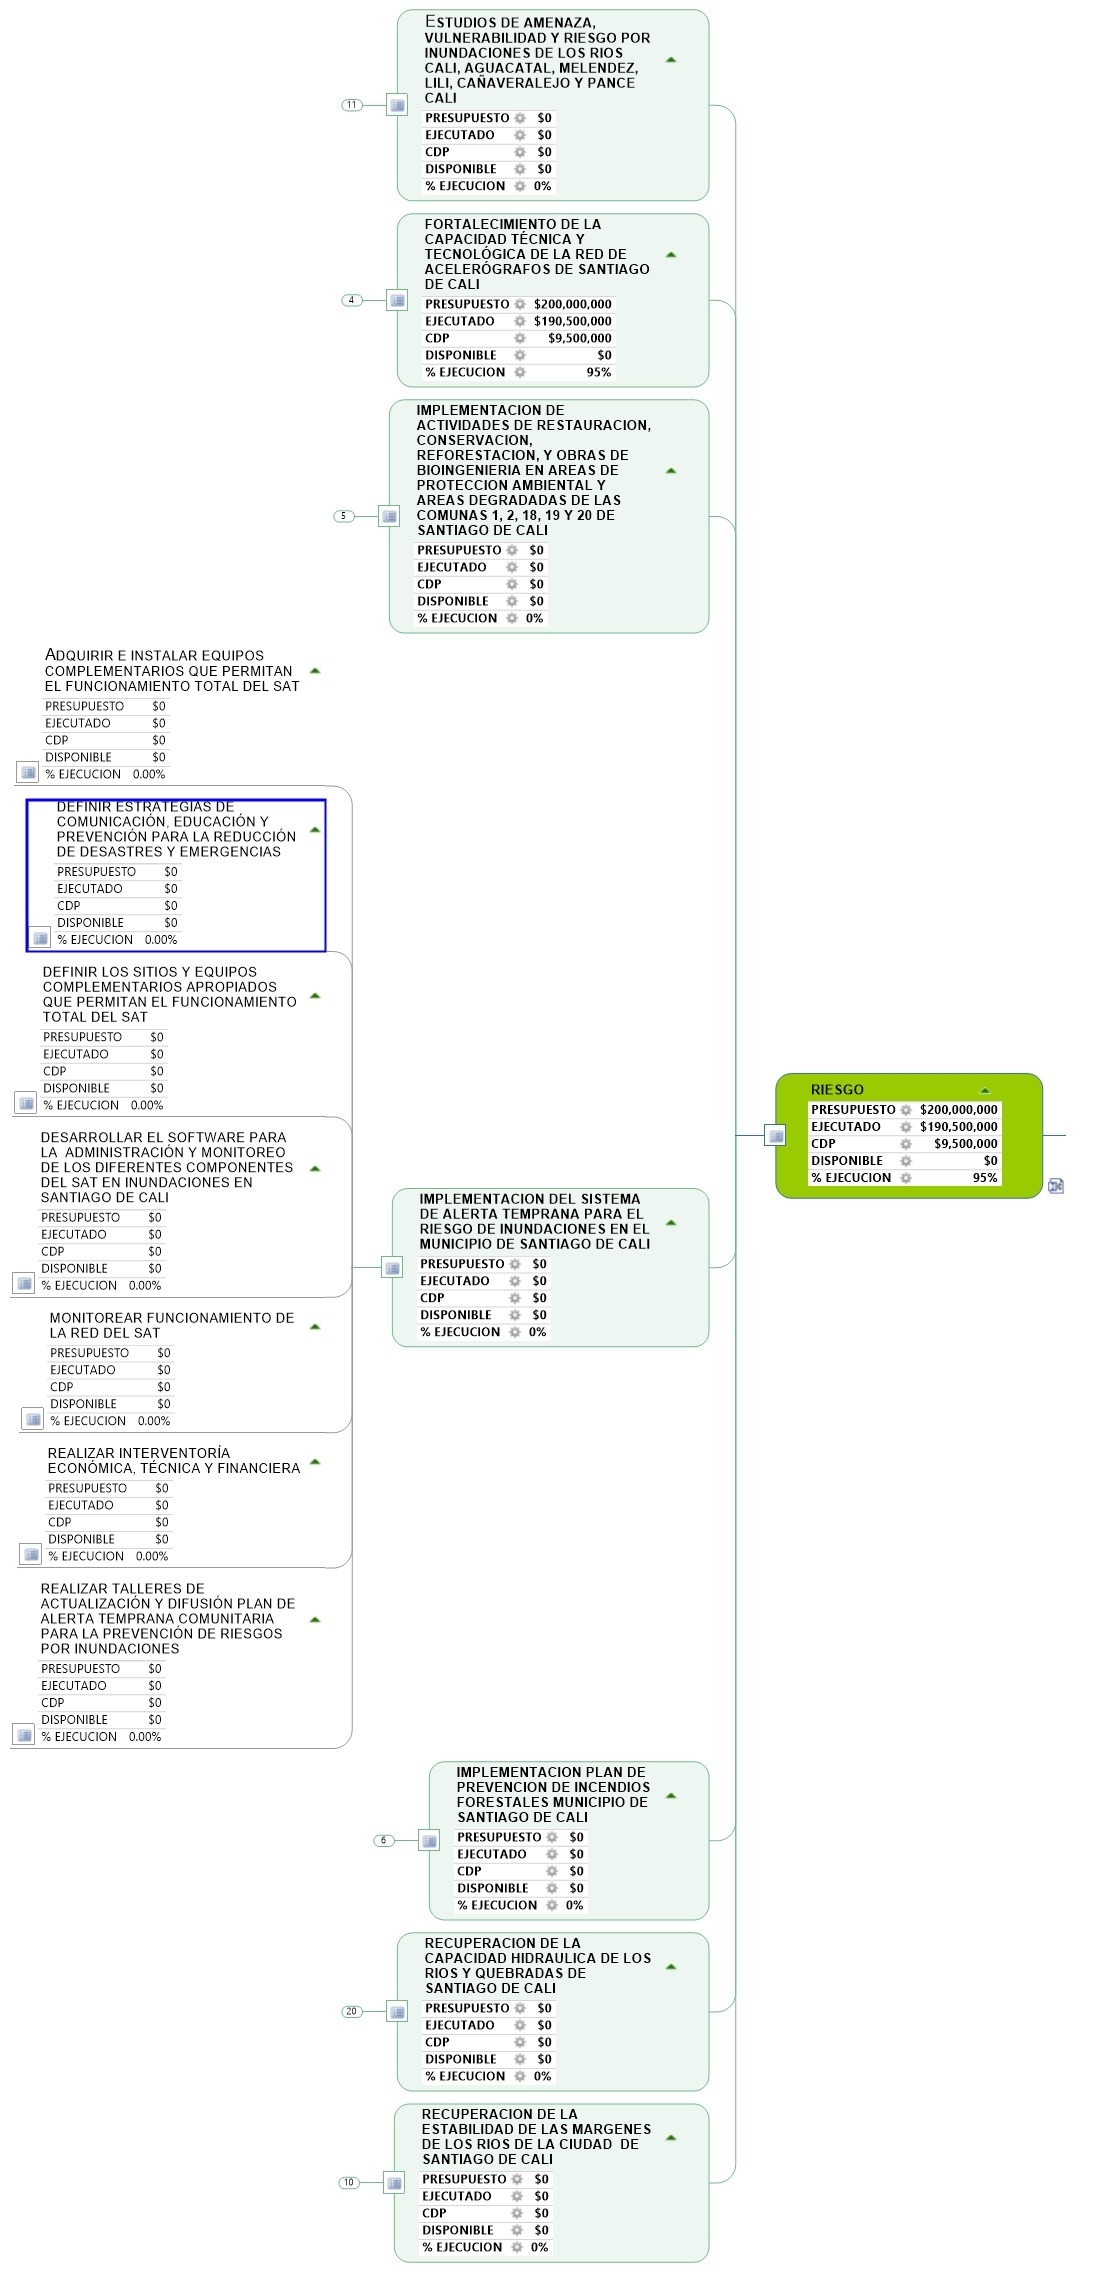 ESTUDIOS DE AMENAZA,
VULNERABILIDAD Y RIESGO POR
INUNDACIONES DE LOS RIOS
CALI, AGUACATAL, MELENDEZ,
LILI, CAÑAVERALEJO Y PANCE
CALI
11
PRESUPUESTO $0
EJECUTADO $0
CDP $0
DISPONIBLE $0
% EJECUCION 0%
FORTALECIMIENTO DE LA
CAPACIDAD TÉCNICA Y
TECNOLÓGICA DE LA RED DE
ACELERÓGRAFOS DE SANTIAGO
DE CALI
4
PRESUPUESTO $200,000,000
EJECUTADO $190,500,000
CDP $9,500,000
DISPONIBLE $0
% EJECUCION 95%
IMPLEMENTACION DE
ACTIVIDADES DE RESTAURACION,
CONSERVACION,
REFORESTACION, Y OBRAS DE
BIOINGENIERIA EN AREAS DE
PROTECCION AMBIENTAL Y
AREAS DEGRADADAS DE LAS
COMUNAS 1, 2, 18, 19 Y 20 DE
SANTIAGO DE CALI
5
PRESUPUESTO $0
EJECUTADO $0
CDP $0
DISPONIBLE $0
% EJECUCION 0%
ADQUIRIR E INSTALAR EQUIPOS
COMPLEMENTARIOS QUE PERMITAN
EL FUNCIONAMIENTO TOTAL DEL SAT
PRESUPUESTO $0
EJECUTADO $0
CDP $0
DISPONIBLE $0
% EJECUCION 0.00%
DEFINIR ESTRATEGIAS DE
COMUNICACIÓN, EDUCACIÓN Y
PREVENCIÓN PARA LA REDUCCIÓN
DE DESASTRES Y EMERGENCIAS
PRESUPUESTO $0
EJECUTADO $0
CDP $0
DISPONIBLE $0
% EJECUCION 0.00%
DEFINIR LOS SITIOS Y EQUIPOS
COMPLEMENTARIOS APROPIADOS
QUE PERMITAN EL FUNCIONAMIENTO
TOTAL DEL SAT
PRESUPUESTO $0
EJECUTADO $0
CDP $0
DISPONIBLE $0
% EJECUCION 0.00%
DESARROLLAR EL SOFTWARE PARA
LA  ADMINISTRACIÓN Y MONITOREO
DE LOS DIFERENTES COMPONENTES
DEL SAT EN INUNDACIONES EN
SANTIAGO DE CALI
PRESUPUESTO $0
EJECUTADO $0
CDP $0
DISPONIBLE $0
% EJECUCION 0.00%
MONITOREAR FUNCIONAMIENTO DE
LA RED DEL SAT
PRESUPUESTO $0
EJECUTADO $0
CDP $0
DISPONIBLE $0
% EJECUCION 0.00%
REALIZAR INTERVENTORÍA
ECONÓMICA, TÉCNICA Y FINANCIERA
PRESUPUESTO $0
EJECUTADO $0
CDP $0
DISPONIBLE $0
% EJECUCION 0.00%
REALIZAR TALLERES DE
ACTUALIZACIÓN Y DIFUSIÓN PLAN DE
ALERTA TEMPRANA COMUNITARIA
PARA LA PREVENCIÓN DE RIESGOS
POR INUNDACIONES
PRESUPUESTO $0
EJECUTADO $0
CDP $0
DISPONIBLE $0
% EJECUCION 0.00%
IMPLEMENTACION DEL SISTEMA
DE ALERTA TEMPRANA PARA EL
RIESGO DE INUNDACIONES EN EL
MUNICIPIO DE SANTIAGO DE CALI
PRESUPUESTO $0
EJECUTADO $0
CDP $0
DISPONIBLE $0
% EJECUCION 0%
RIESGO
PRESUPUESTO $200,000,000
EJECUTADO $190,500,000
CDP $9,500,000
DISPONIBLE $0
% EJECUCION 95%
IMPLEMENTACION PLAN DE
PREVENCION DE INCENDIOS
FORESTALES MUNICIPIO DE
SANTIAGO DE CALI
6
PRESUPUESTO $0
EJECUTADO $0
CDP $0
DISPONIBLE $0
% EJECUCION 0%
RECUPERACION DE LA
CAPACIDAD HIDRAULICA DE LOS
RIOS Y QUEBRADAS DE
SANTIAGO DE CALI
20
PRESUPUESTO $0
EJECUTADO $0
CDP $0
DISPONIBLE $0
% EJECUCION 0%
RECUPERACION DE LA
ESTABILIDAD DE LAS MARGENES
DE LOS RIOS DE LA CIUDAD  DE
SANTIAGO DE CALI
10
PRESUPUESTO $0
EJECUTADO $0
CDP $0
DISPONIBLE $0
% EJECUCION 0%